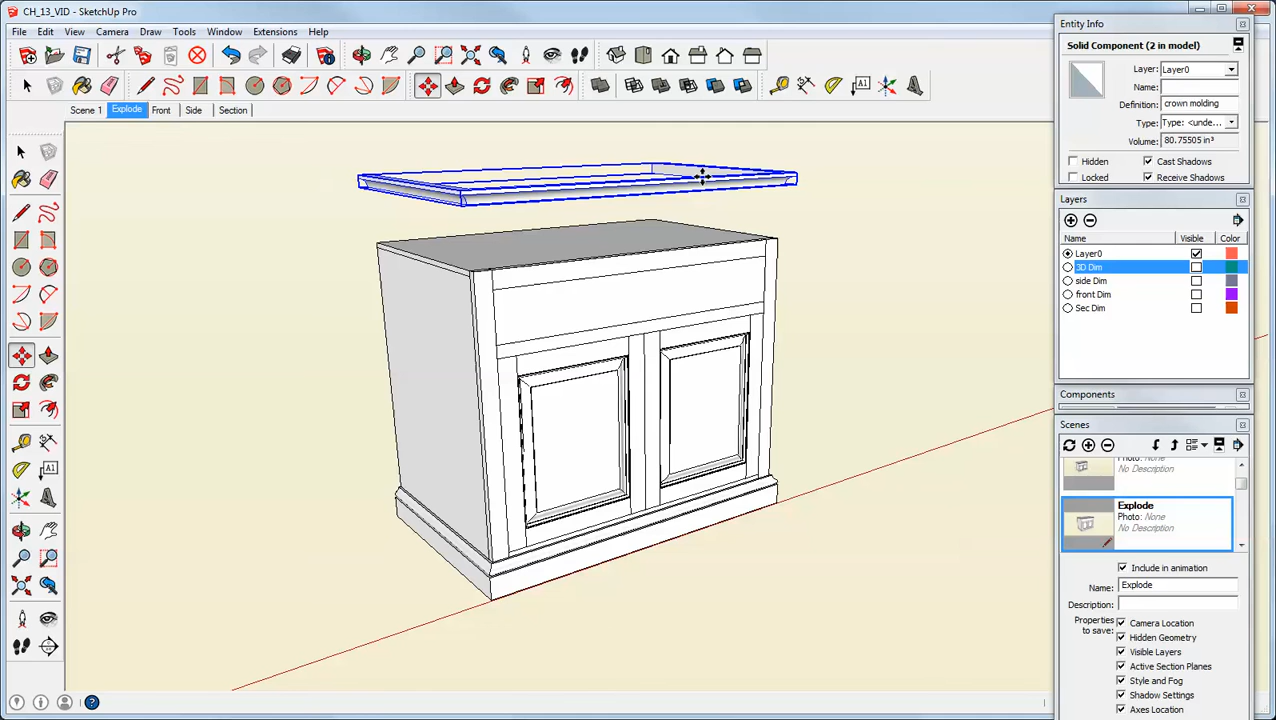 CH_13_VID - SketchUp Pro
File Edit View Camera Draw Tools Window Extensions Help
Scene 1 Explode Front Side Section
Entity Info
Solid Component (2 in model)
Layer: Layer0
Name:
Definition: crown molding
Type: Type: <unde...
Volume: 80.75505 in³
Hidden Cast Shadows
Locked Receive Shadows
Layers
Name Visible Color
Layer0
3D Dim
side Dim
front Dim
Sec Dim
Components
Scenes
Photo: None
No Description
Explode
Photo: None
No Description
Include in animation
Name: Explode
Description:
Properties to save:
Camera Location
Hidden Geometry
Visible Layers
Active Section Planes
Style and Fog
Shadow Settings
Axes Location